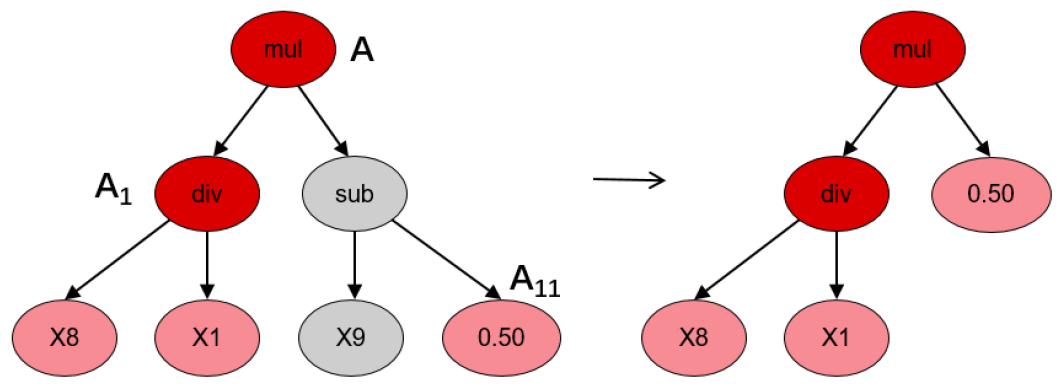 mul A mul
A1 div sub div 0.50
A11
X8 X1 X9 0.50 X8 X1